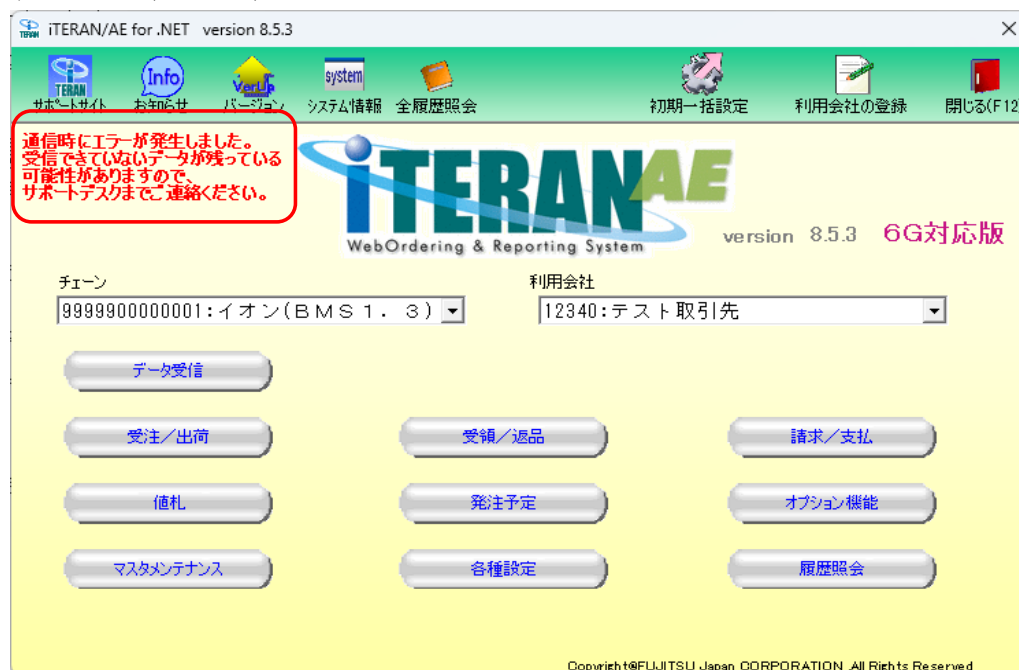 iTERAN/AE for .NET version 8.5.3
TERAN
Info
VerUp
system
サポートサイト お知らせ バージョン システム情報 全履歴照会 初期一括設定 利用会社の登録 閉じる(F12
通信時にエラーが発生しました。
受信できていないデータが残っている
可能性がありますので、
サポートデスクまでご連絡ください。
iTERAN AE
WebOrdering & Reporting System
version 8.5.3 6G対応版
チェーン 利用会社
9999900000001:イオン(ＢＭＳ１．３) 12340:テスト取引先
データ受信
受注／出荷 受領／返品 請求／支払
値札 発注予定 オプション機能
マスタメンテナンス 各種設定 履歴照会
Copyright@FUJITSU Japan CORPORATION All Rights Reserved